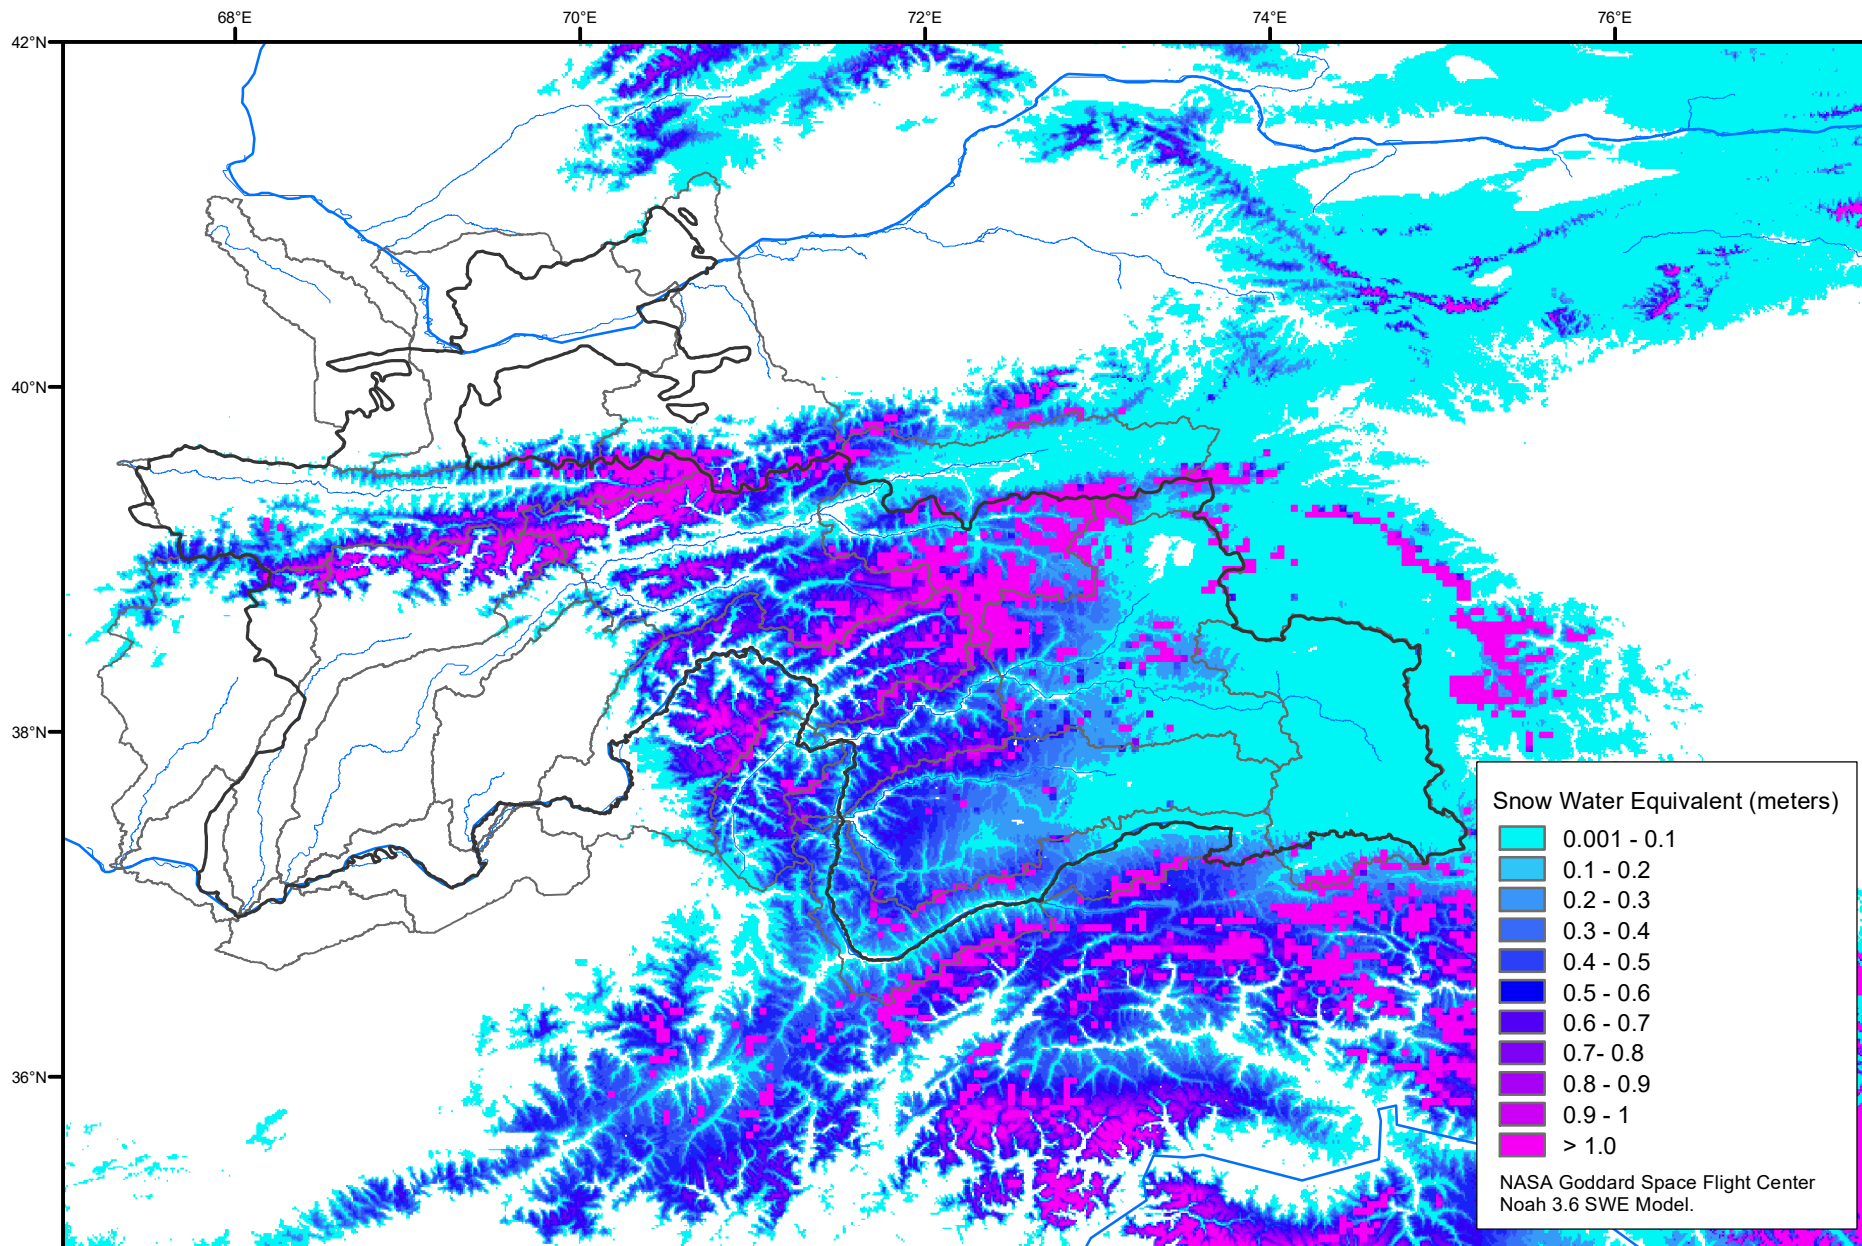 68°E
70°E
72°E
74°E
76°E
42°N
40°N
38°N
36°N
Snow Water Equivalent (meters)
0.001 - 0.1
0.1 - 0.2
0.2 - 0.3
0.3 - 0.4
0.4 - 0.5
0.5 - 0.6
0.6 - 0.7
0.7- 0.8
0.8 - 0.9
0.9 - 1
> 1.0
NASA Goddard Space Flight Center
Noah 3.6 SWE Model.